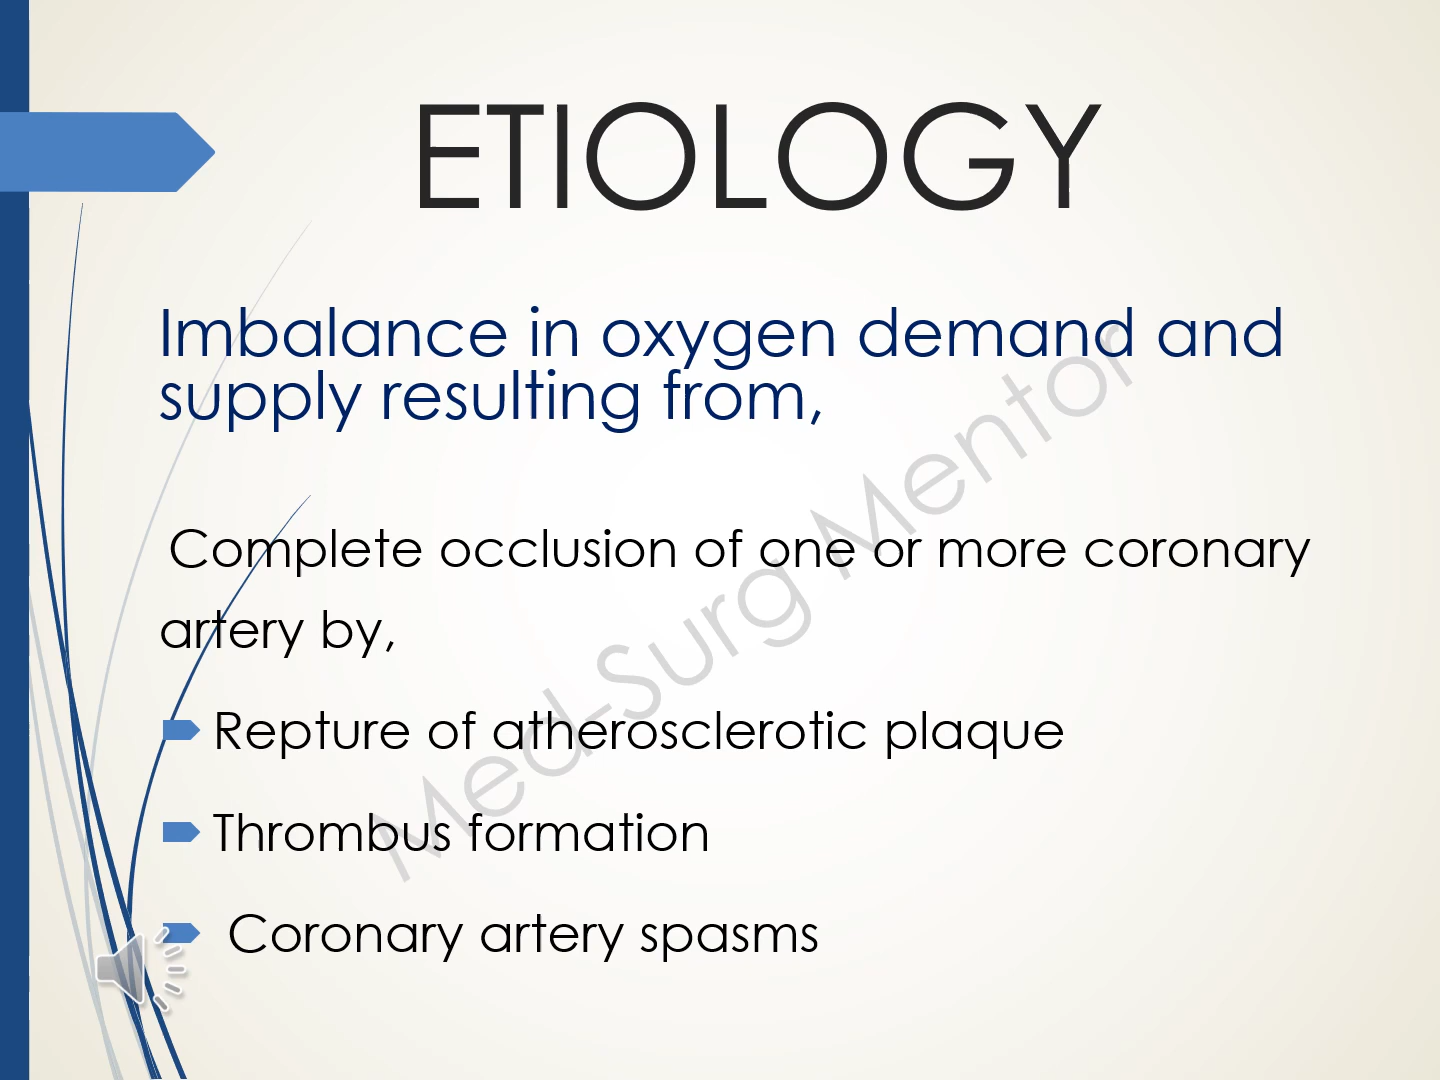 ETIOLOGY
Imbalance in oxygen demand and
supply resulting from,
Complete occlusion of one or more coronary
artery by,
Repture of atherosclerotic plaque
Thrombus formation
Coronary artery spasms
Med-Surg Mentor